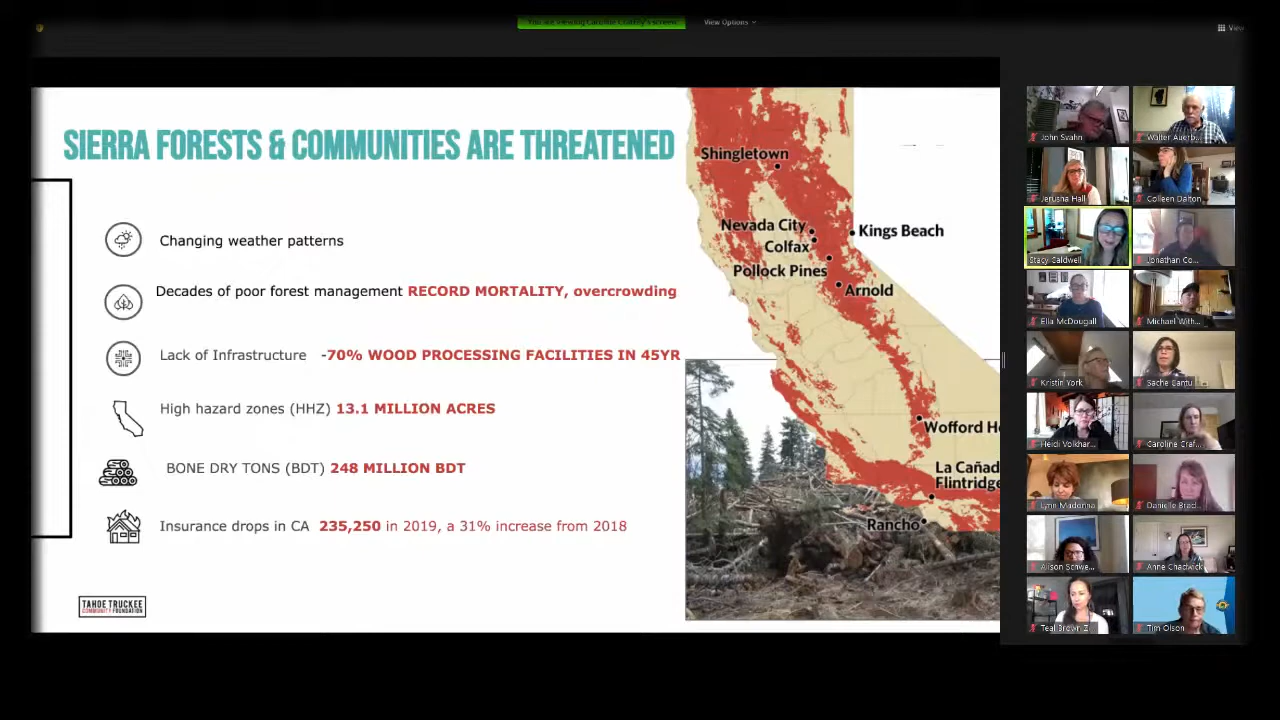 View Options
View
SIERRA FORESTS & COMMUNITIES ARE THREATENED
Changing weather patterns
Decades of poor forest management RECORD MORTALITY, overcrowding
Lack of Infrastructure -70% WOOD PROCESSING FACILITIES IN 45YR
High hazard zones (HHZ) 13.1 MILLION ACRES
BONE DRY TONS (BDT) 248 MILLION BDT
Insurance drops in CA 235,250 in 2019, a 31% increase from 2018
TAHOE TRUCKEE
COMMUNITY FOUNDATION
Shingletown
Nevada City
Kings Beach
Colfax
Pollock Pines
Arnold
Wofford H
La Cañad
Flintridge
Rancho
John Svahn
Walter Auerb...
Jerusha Hall
Colleen Dalton
Stacy Caldwell
Jonathan Co...
Ella McDougall
Michael With...
Kristin York
Sache Cantu
Heidi Volkhar...
Caroline Craf...
Lynn Madonna
Danielle Brad...
Alison Schwe...
Anne Chadwick
Teal Brown Z...
Tim Olson